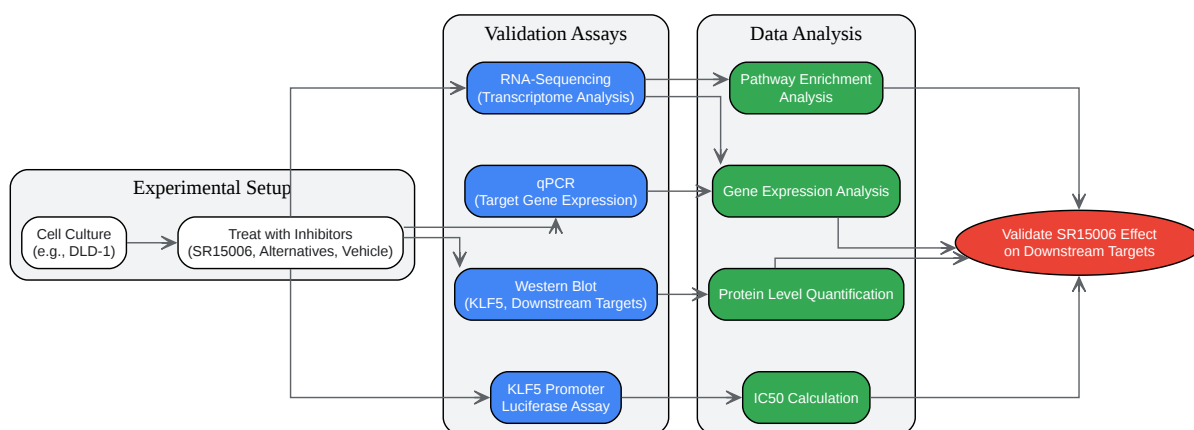 Validation Assays
Data Analysis
RNA-Sequencing
(Transcriptome Analysis)
Pathway Enrichment
Analysis
Experimental Setup
qPCR
(Target Gene Expression)
Gene Expression Analysis
Cell Culture
(e.g., DLD-1)
Treat with Inhibitors
(SR15006, Alternatives, Vehicle)
Validate SR15006 Effect
on Downstream Targets
Western Blot
(KLF5, Downstream Targets)
Protein Level Quantification
KLF5 Promoter
Luciferase Assay
IC50 Calculation